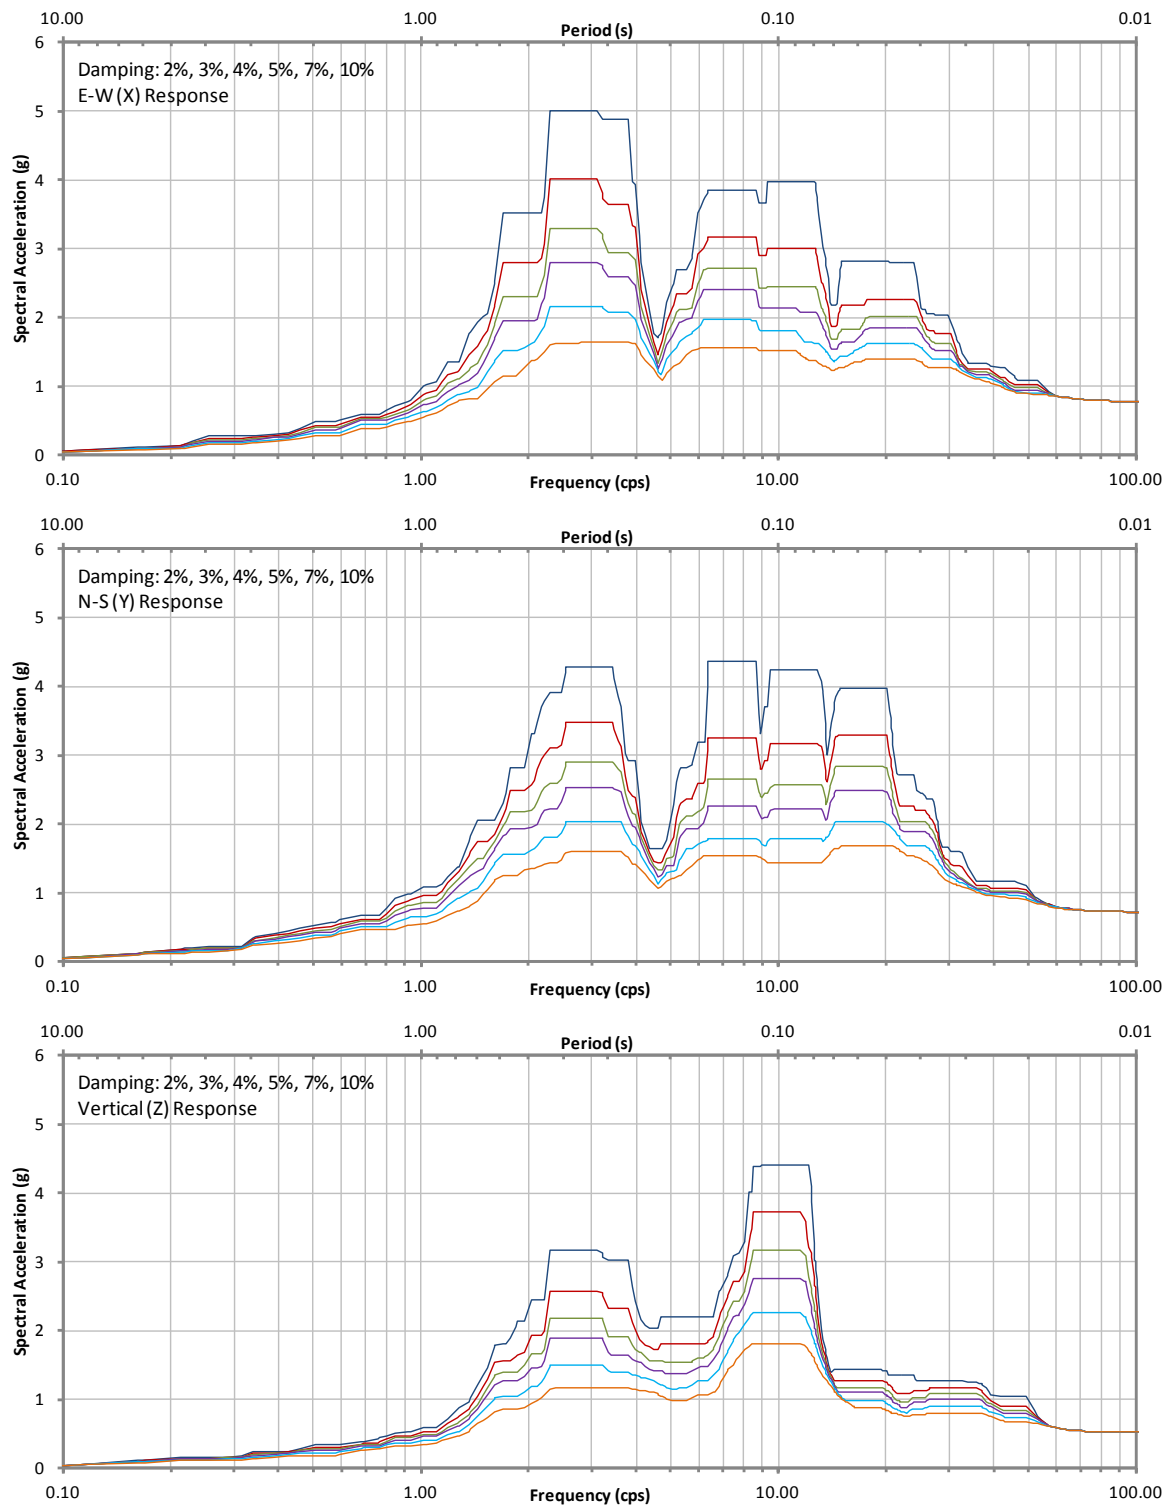 10.00 1.00 0.10 0.01
Period (s)
6
Damping: 2%, 3%, 4%, 5%, 7%, 10%
E-W (X) Response
5
4
3
2
1
0
Spectral Acceleration (g)
0.10 1.00 10.00 100.00
Frequency (cps)
10.00 1.00 0.10 0.01
Period (s)
6
Damping: 2%, 3%, 4%, 5%, 7%, 10%
N-S (Y) Response
5
4
3
2
1
0
Spectral Acceleration (g)
0.10 1.00 10.00 100.00
Frequency (cps)
10.00 1.00 0.10 0.01
Period (s)
6
Damping: 2%, 3%, 4%, 5%, 7%, 10%
Vertical (Z) Response
5
4
3
2
1
0
Spectral Acceleration (g)
0.10 1.00 10.00 100.00
Frequency (cps)